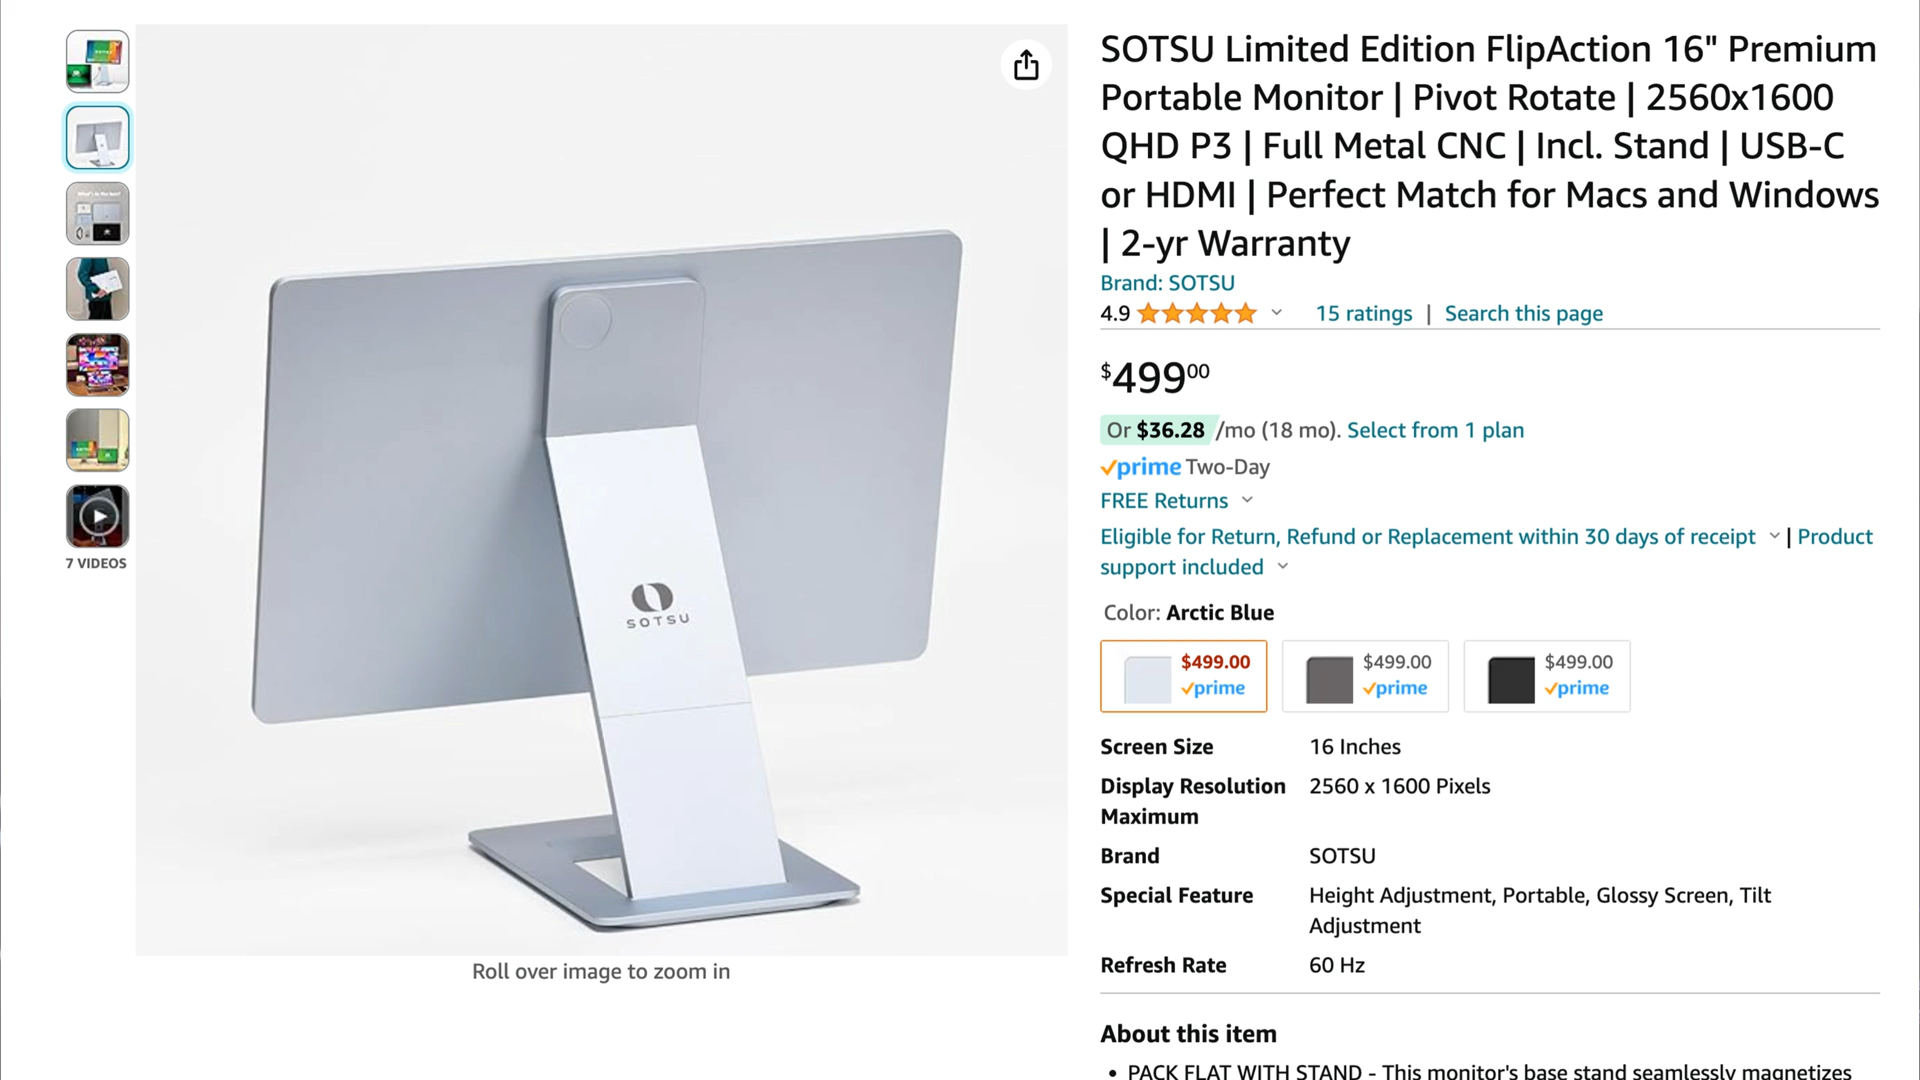 SOTSU Limited Edition FlipAction 16" Premium
Portable Monitor | Pivot Rotate | 2560x1600
QHD P3 | Full Metal CNC | Incl. Stand | USB-C
or HDMI | Perfect Match for Macs and Windows
| 2-yr Warranty
Brand: SOTSU
4.9 15 ratings | Search this page
$49900
Or $36.28 /mo (18 mo). Select from 1 plan
prime Two-Day
FREE Returns
Eligible for Return, Refund or Replacement within 30 days of receipt | Product
support included
Color: Arctic Blue
$499.00 $499.00 $499.00
prime prime prime
Screen Size 16 Inches
Display Resolution 2560 x 1600 Pixels
Maximum
Brand SOTSU
Special Feature Height Adjustment, Portable, Glossy Screen, Tilt
Adjustment
Refresh Rate 60 Hz
About this item
• PACK FLAT WITH STAND - This monitor's base stand seamlessly magnetizes
7 VIDEOS
SOTSU
Roll over image to zoom in